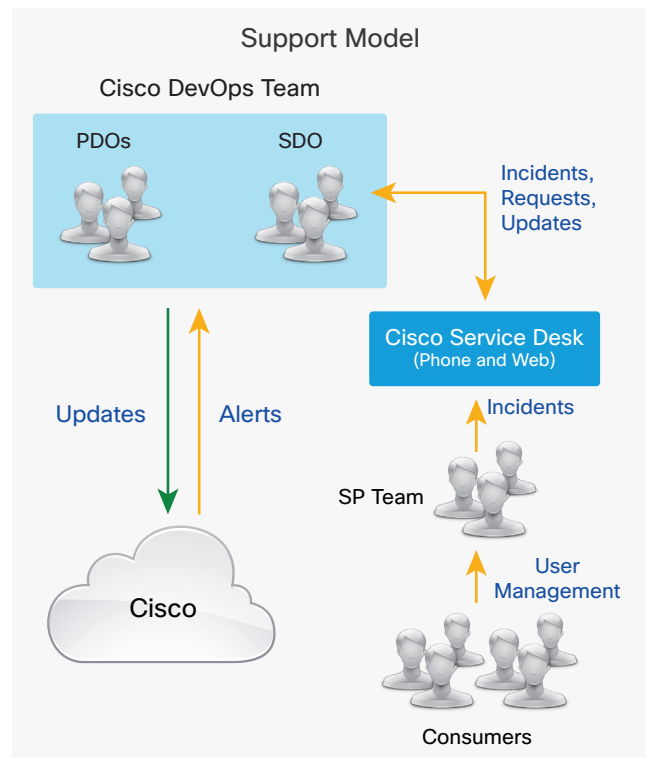 Support Model
Cisco DevOps Team
PDOs
SDO
Incidents,
Requests,
Updates
Cisco Service Desk
(Phone and Web)
Updates
Alerts
Incidents
SP Team
Cisco
User
Management
Consumers